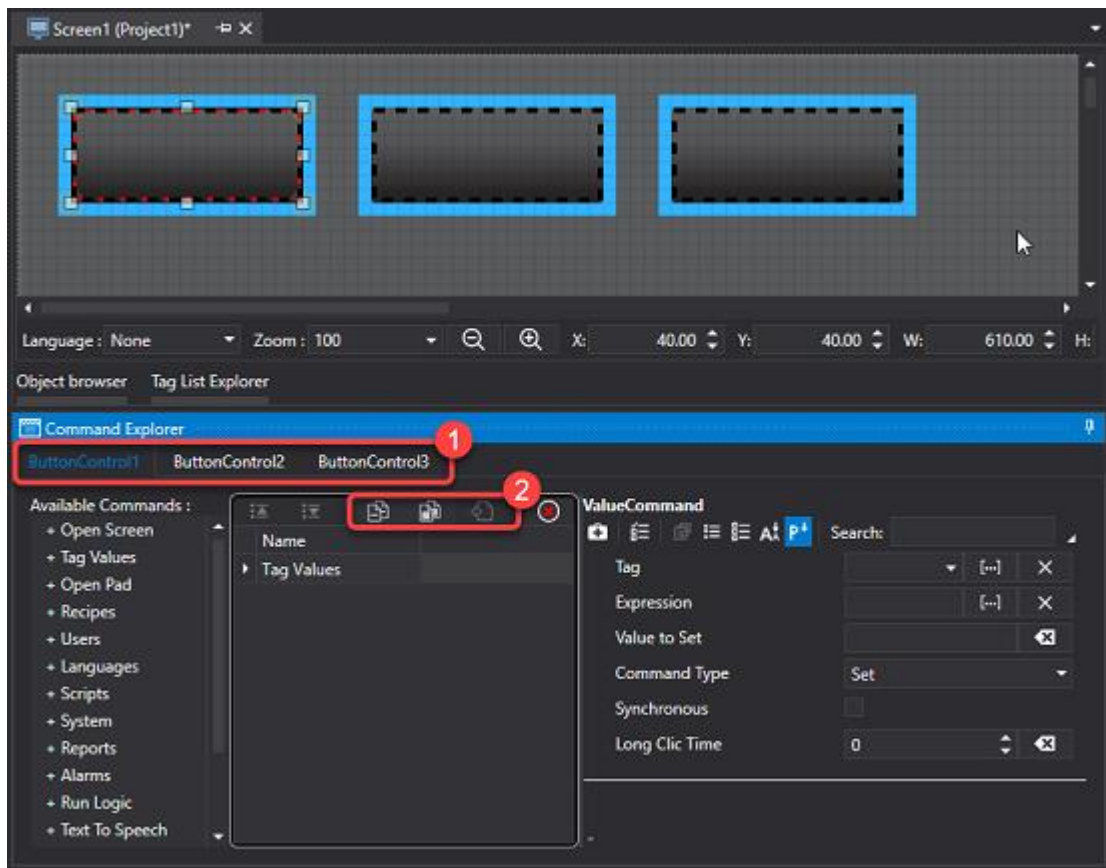 Screen1 (Project1)*
Language : None Zoom : 100 X: 40.00 Y: 40.00 W: 610.00 H:
Object browser Tag List Explorer
Command Explorer
1
ButtonControl1 ButtonControl2 ButtonControl3
2
Available Commands :
+ Open Screen
+ Tag Values
+ Open Pad
+ Recipes
+ Users
+ Languages
+ Scripts
+ System
+ Reports
+ Alarms
+ Run Logic
+ Text To Speech
Name
Tag Values
ValueCommand
Search:
Tag
Expression
Value to Set
Command Type Set
Synchronous
Long Clic Time 0